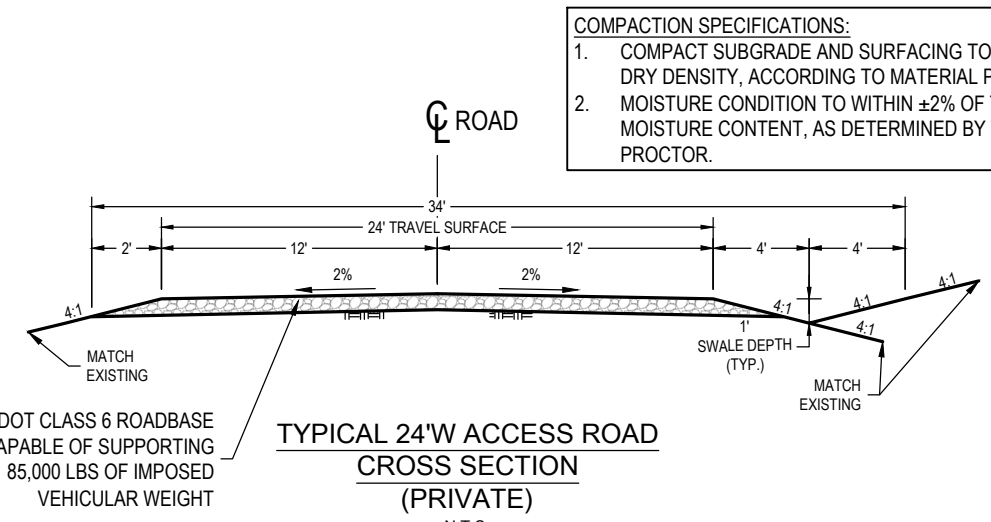 COMPACTION SPECIFICATIONS:
1. COMPACT SUBGRADE AND SURFACING TO
DRY DENSITY, ACCORDING TO MATERIAL
2. MOISTURE CONDITION TO WITHIN ±2% OF
MOISTURE CONTENT, AS DETERMINED BY
PROCTOR.
CL ROAD
34'
24' TRAVEL SURFACE
2' 12' 12' 4' 4'
2% 2%
4:1 4:1 4:1 4:1 4:1
1'
SWALE DEPTH
(TYP.)
MATCH
EXISTING
MATCH
EXISTING
DOT CLASS 6 ROADBASE
APABLE OF SUPPORTING
85,000 LBS OF IMPOSED
VEHICULAR WEIGHT
TYPICAL 24'W ACCESS ROAD
CROSS SECTION
(PRIVATE)